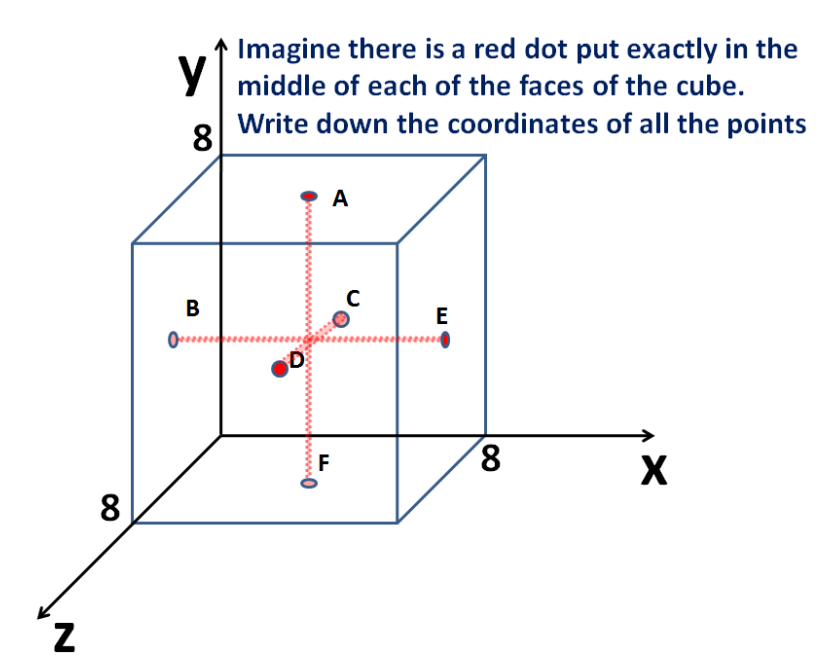 y
Imagine there is a red dot put exactly in the
middle of each of the faces of the cube.
Write down the coordinates of all the points
8
A
B
C
E
D
F
8
x
8
z